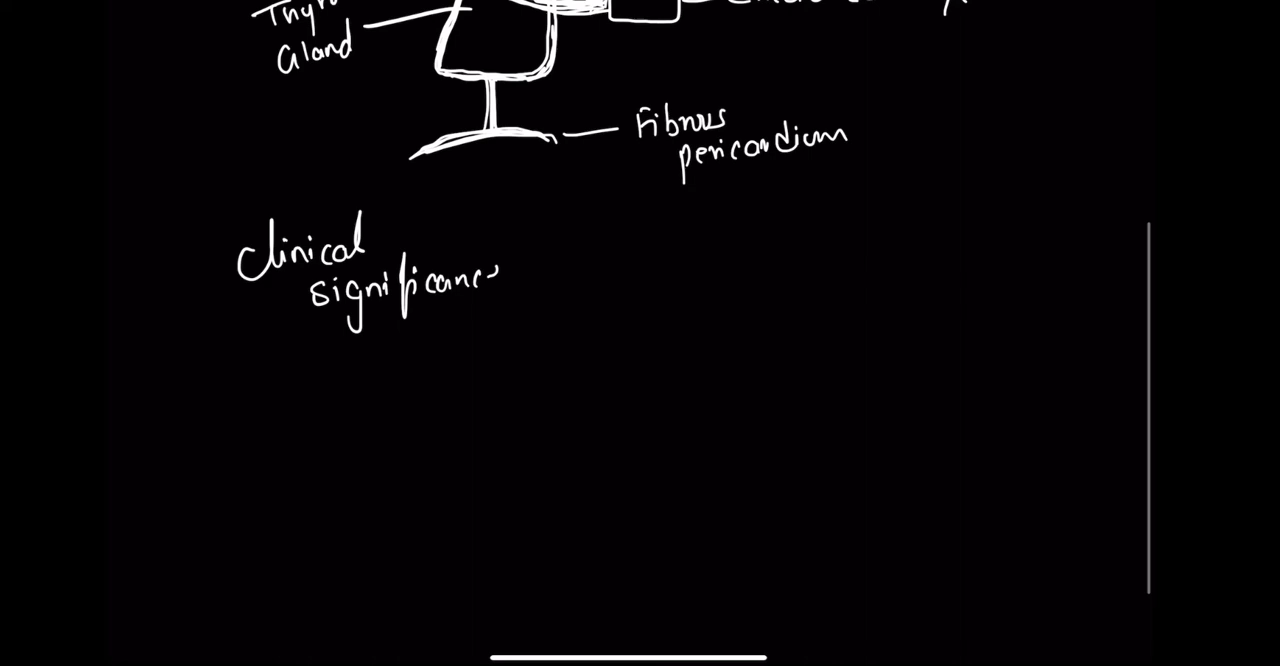 Gland
Fibrous
pericardium
Clinical
significance